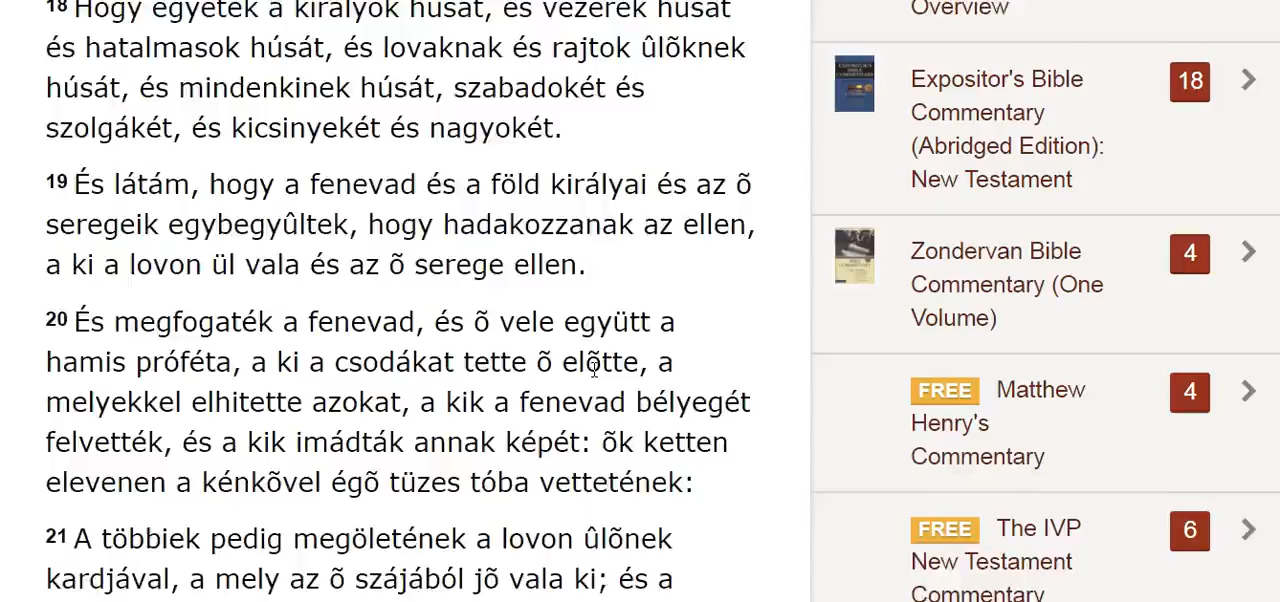 18 Hogy egyétek a királyok húsát, és vezérek húsát
és hatalmasok húsát, és lovaknak és rajtok ûlõknek
húsát, és mindenkinek húsát, szabadokét és
szolgákét, és kicsinyekét és nagyokét.
19 És látám, hogy a fenevad és a föld királyai és az õ
seregeik egybegyûltek, hogy hadakozzanak az ellen,
a ki a lovon ül vala és az õ serege ellen.
20 És megfogaték a fenevad, és õ vele együtt a
hamis próféta, a ki a csodákat tette õ elõtte, a
melyekkel elhitette azokat, a kik a fenevad bélyegét
felvették, és a kik imádták annak képét: õk ketten
elevenen a kénkõvel égõ tüzes tóba vettetének:
21 A többiek pedig megöletének a lovon ûlõnek
kardjával, a mely az õ szájából jõ vala ki; és a
Overview
Expositor's Bible
Commentary
(Abridged Edition):
New Testament
18
Zondervan Bible
Commentary (One
Volume)
4
FREE Matthew
Henry's
Commentary
4
FREE The IVP
New Testament
Commentary
6